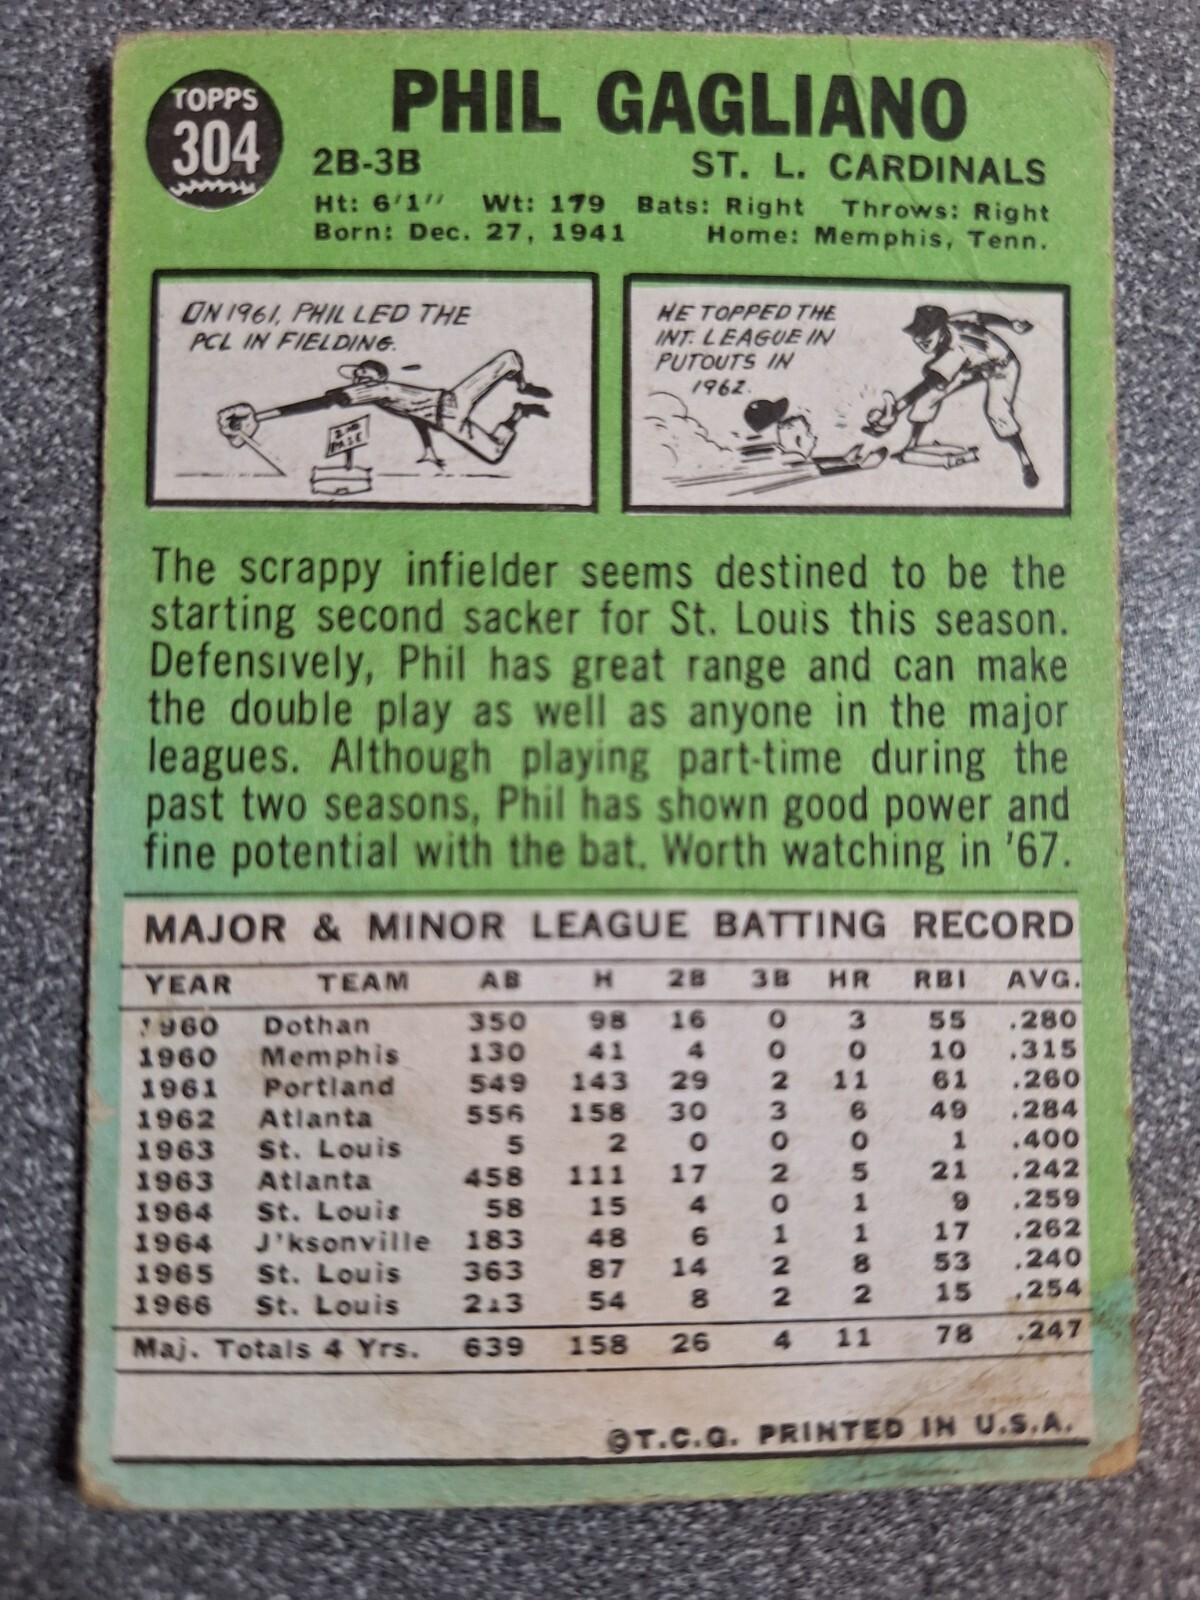 TOPPS
304
PHIL GAGLIANO
2B-3B ST. L. CARDINALS
Ht: 6'1" Wt: 179 Bats: Right Throws: Right
Born: Dec. 27, 1941 Home: Memphis, Tenn.
ON 1961, PHIL LED THE
PCL IN FIELDING.
2ND
BASE
HE TOPPED THE
INT. LEAGUE IN
PUTOUTS IN
1962.
The scrappy infielder seems destined to be the
starting second sacker for St. Louis this season.
Defensively, Phil has great range and can make
the double play as well as anyone in the major
leagues. Although playing part-time during the
past two seasons, Phil has shown good power and
fine potential with the bat. Worth watching in '67.
MAJOR & MINOR LEAGUE BATTING RECORD
YEAR TEAM AB H 2B 3B HR RBI AVG.
1960 Dothan 350 98 16 0 3 55 .280
1960 Memphis 130 41 4 0 0 10 .315
1961 Portland 549 143 29 2 11 61 .260
1962 Atlanta 556 158 30 3 6 49 .284
1963 St. Louis 5 2 0 0 0 1 .400
1963 Atlanta 458 111 17 2 5 21 .242
1964 St. Louis 58 15 4 0 1 9 .259
1964 J'ksonville 183 48 6 1 1 17 .262
1965 St. Louis 363 87 14 2 8 53 .240
1966 St. Louis 213 54 8 2 2 15 .254
Maj. Totals 4 Yrs. 639 158 26 4 11 78 .247
©T.C.G. PRINTED IN U.S.A.